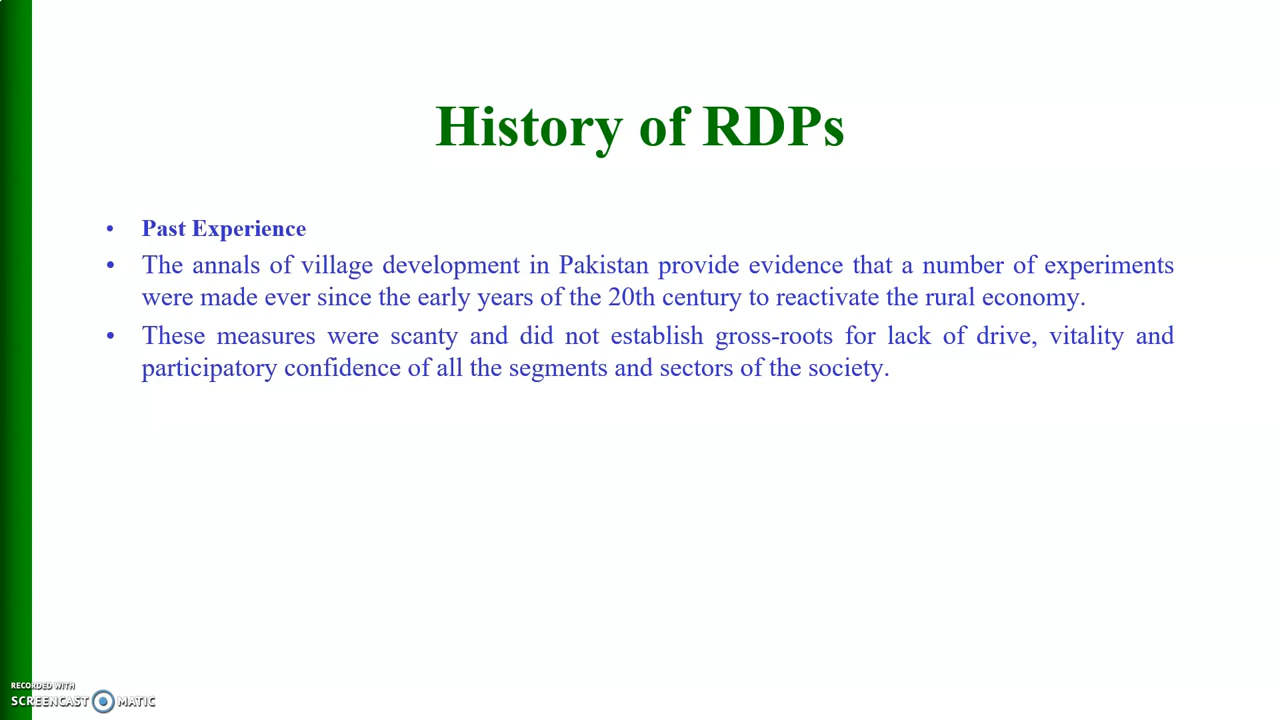 History of RDPs
• Past Experience
• The annals of village development in Pakistan provide evidence that a number of experiments
were made ever since the early years of the 20th century to reactivate the rural economy.
• These measures were scanty and did not establish gross-roots for lack of drive, vitality and
participatory confidence of all the segments and sectors of the society.
RECORDED WITH
SCREENCAST MATIC